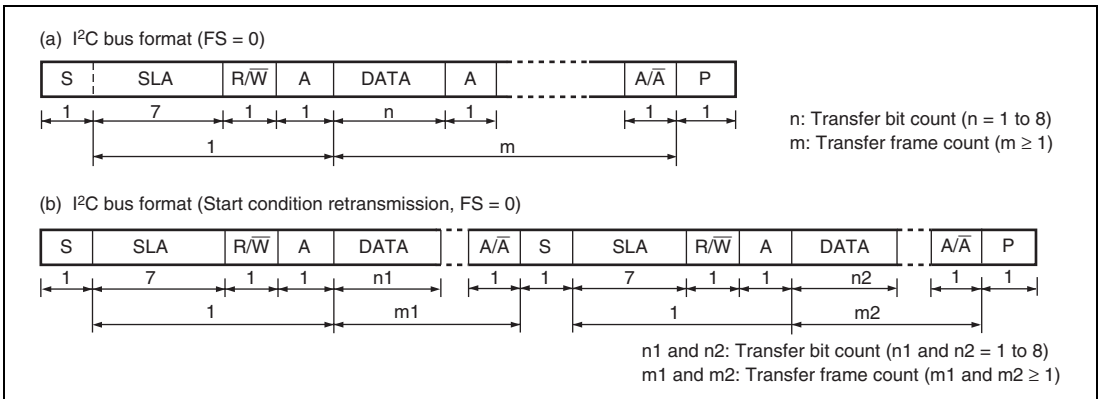 (a) I²C bus format (FS = 0)
S SLA R/W̅ A DATA A A/A̅ P
1 7 1 1 n 1 1 1
1 m
n: Transfer bit count (n = 1 to 8)
m: Transfer frame count (m ≥ 1)
(b) I²C bus format (Start condition retransmission, FS = 0)
S SLA R/W̅ A DATA A/A̅ S SLA R/W̅ A DATA A/A̅ P
1 7 1 1 n1 1 1 7 1 1 n2 1 1
1 m1 1 m2
n1 and n2: Transfer bit count (n1 and n2 = 1 to 8)
m1 and m2: Transfer frame count (m1 and m2 ≥ 1)